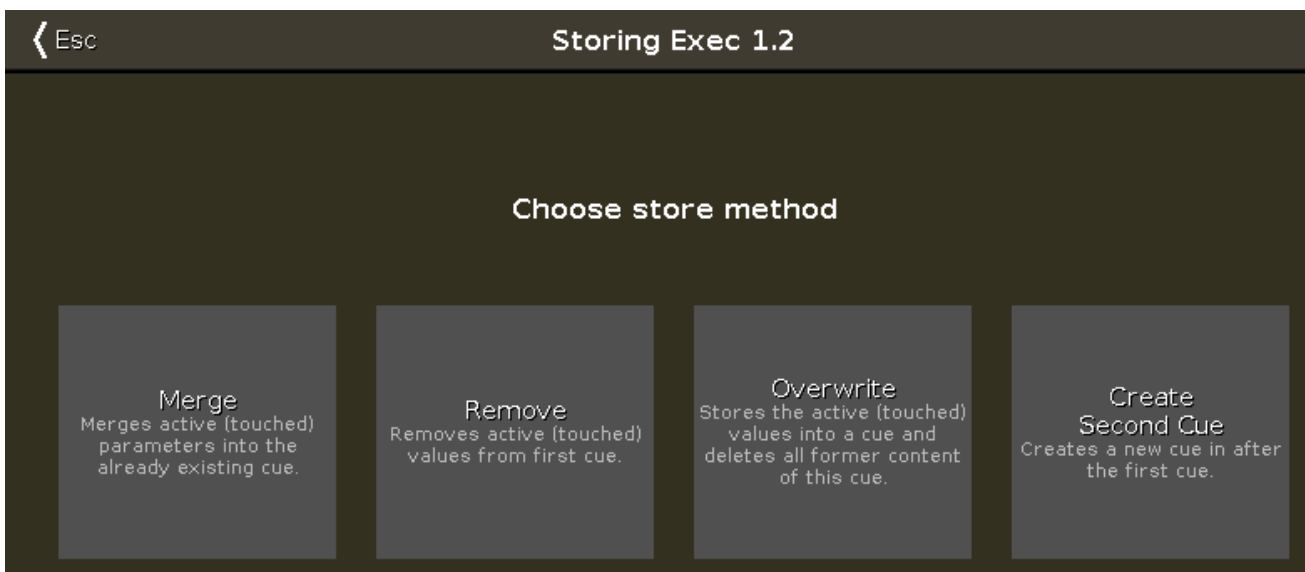 Esc
Storing Exec 1.2
Choose store method
Merge
Merges active (touched)
parameters into the
already existing cue.
Remove
Removes active (touched)
values from first cue.
Overwrite
Stores the active (touched)
values into a cue and
deletes all former content
of this cue.
Create
Second Cue
Creates a new cue in after
the first cue.